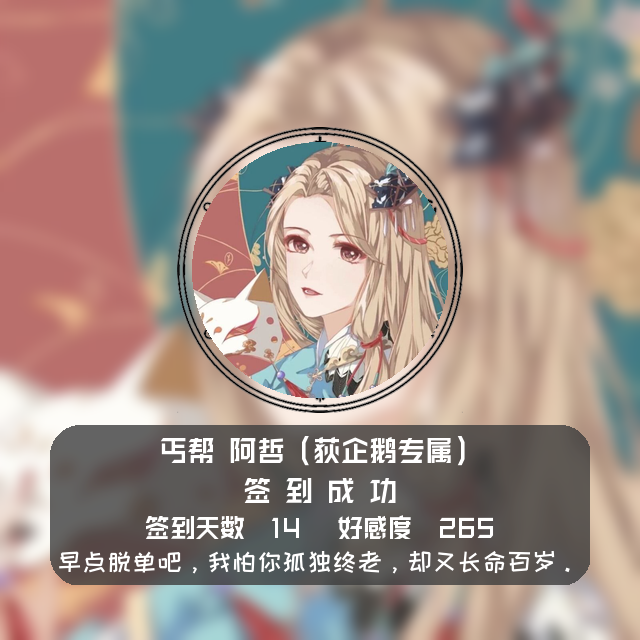 丐帮 阿哲（荻企鹅专属）
签 到 成 功
签到天数 14 好感度 265
早点脱单吧，我怕你孤独终老，却又长命百岁。